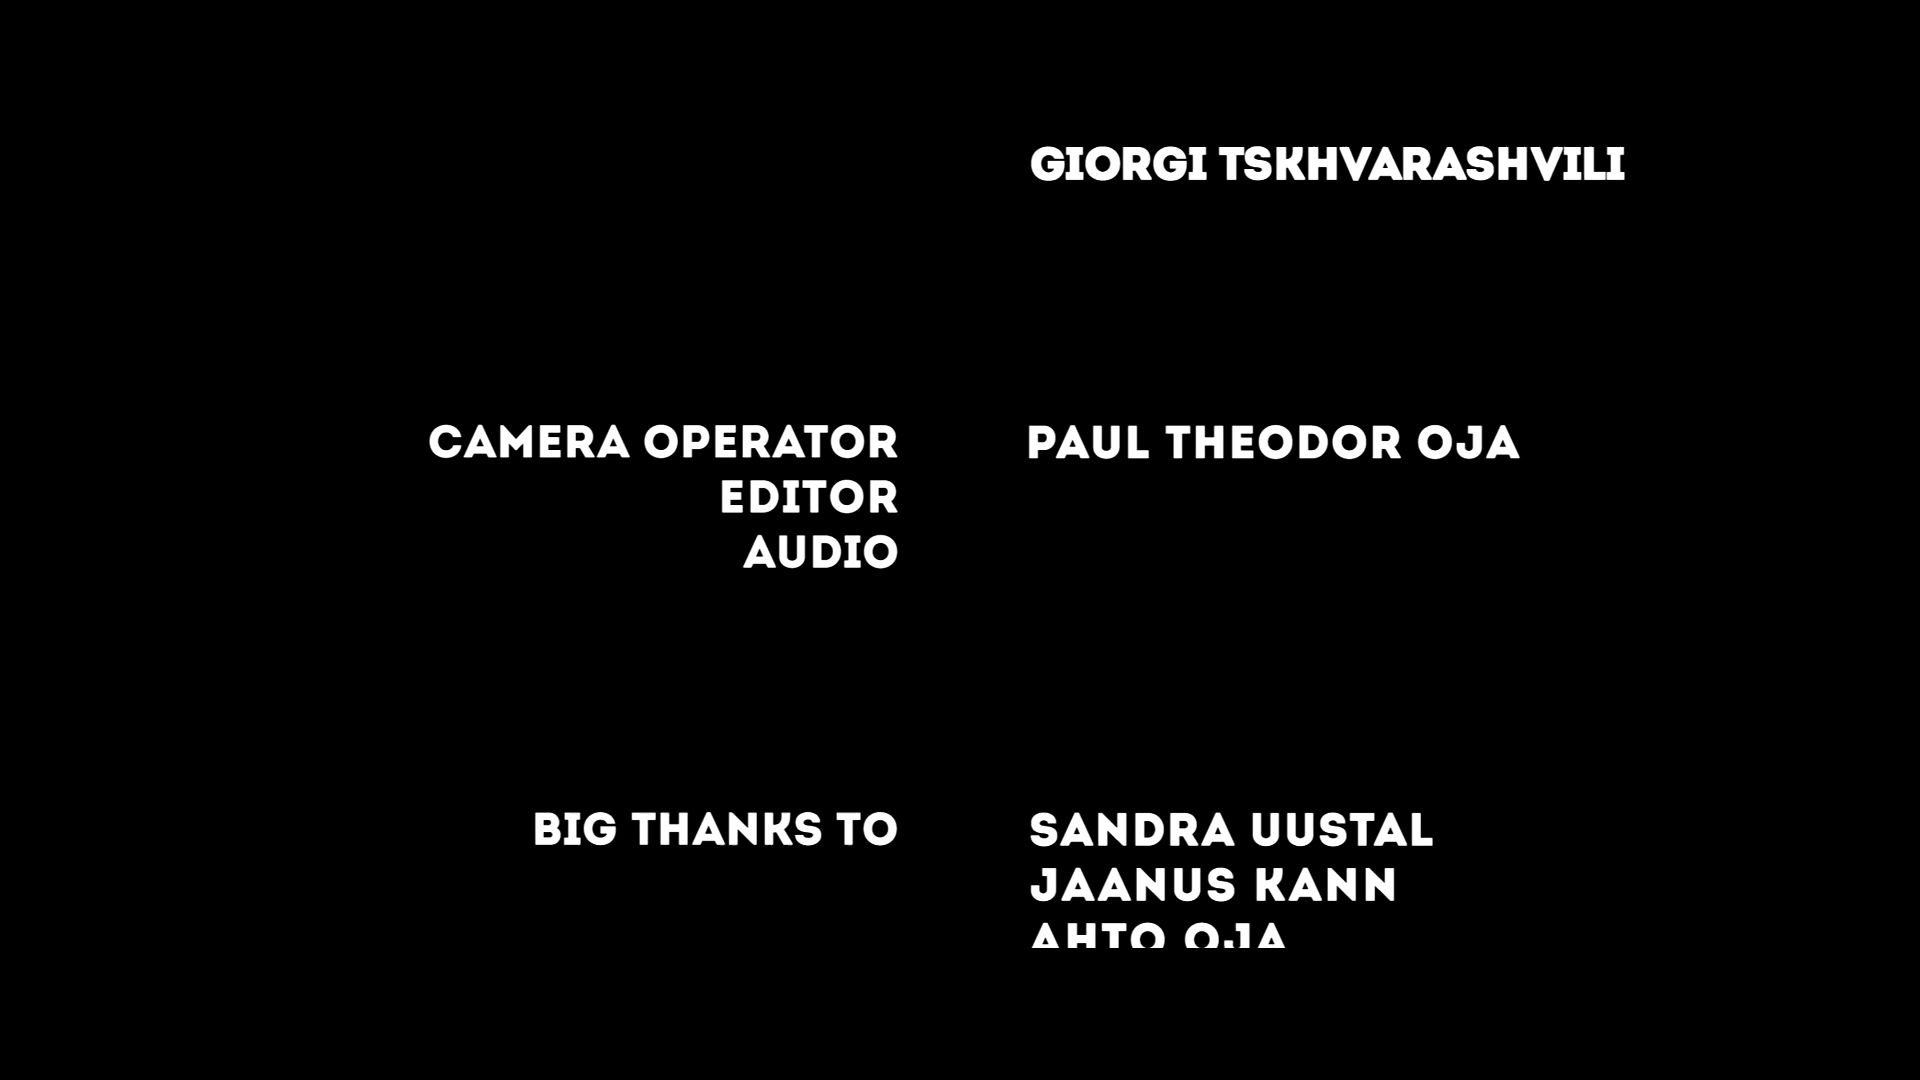 GIORGI TSKHVARASHVILI
CAMERA OPERATOR PAUL THEODOR OJA
EDITOR
AUDIO
BIG THANKS TO SANDRA UUSTAL
JAANUS KANN
AHTO OJA